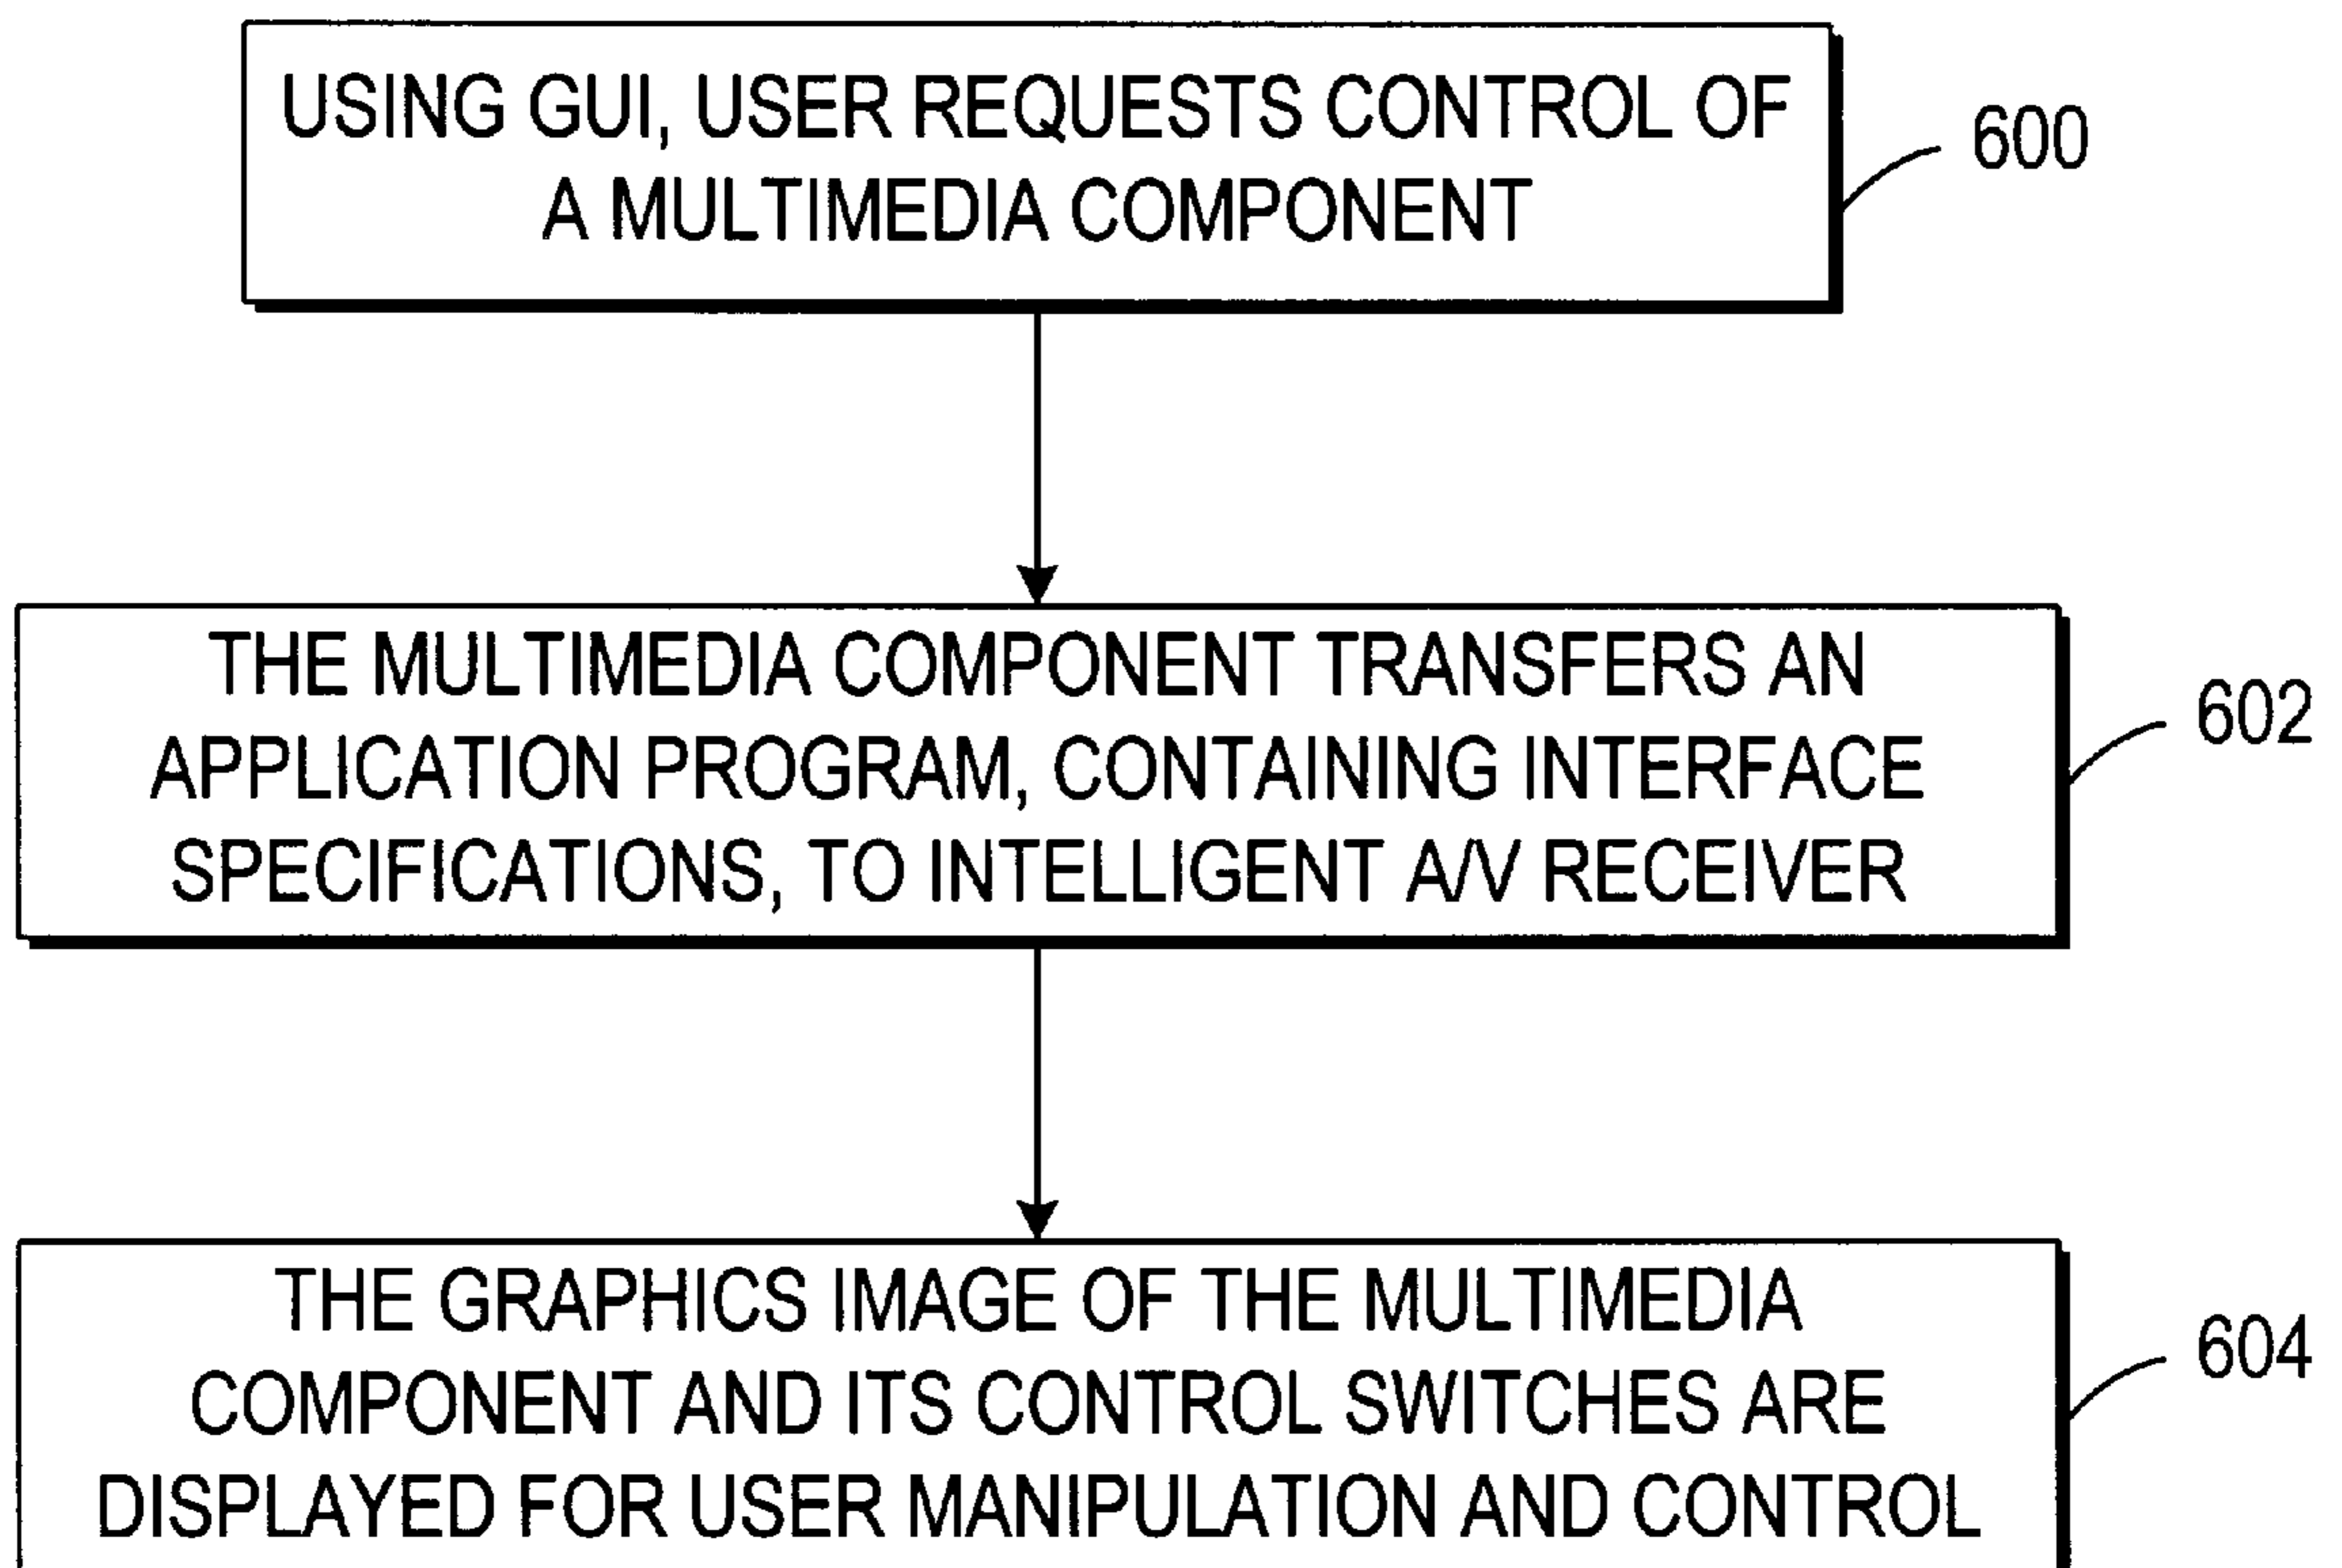 USING GUI, USER REQUESTS CONTROL OF
A MULTIMEDIA COMPONENT
600
THE MULTIMEDIA COMPONENT TRANSFERS AN
APPLICATION PROGRAM, CONTAINING INTERFACE
SPECIFICATIONS, TO INTELLIGENT A/V RECEIVER
602
THE GRAPHICS IMAGE OF THE MULTIMEDIA
COMPONENT AND ITS CONTROL SWITCHES ARE
DISPLAYED FOR USER MANIPULATION AND CONTROL
604